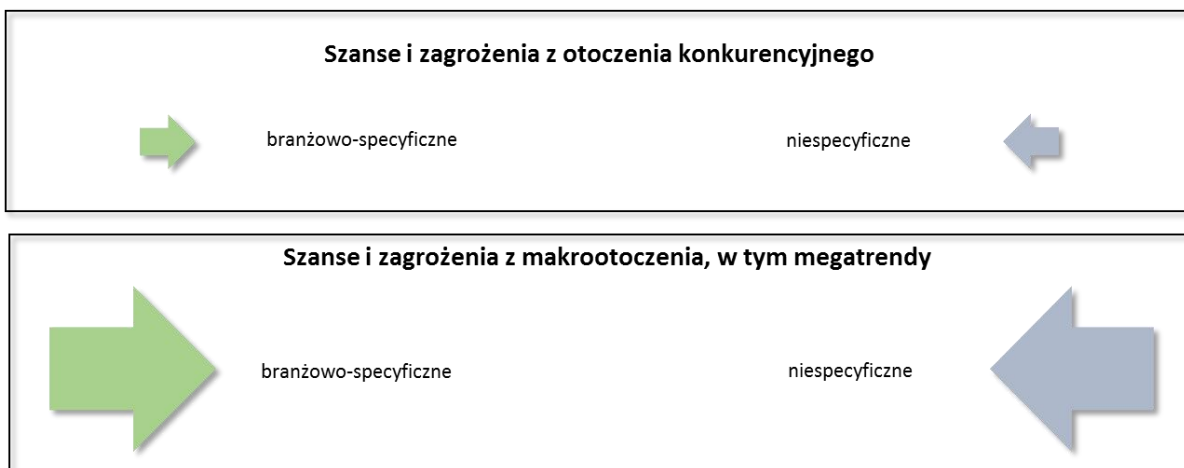 Szanse i zagrożenia z otoczenia konkurencyjnego
branżowo-specyficzne
niespecyficzne
Szanse i zagrożenia z makrootoczenia, w tym megatrendy
branżowo-specyficzne
niespecyficzne